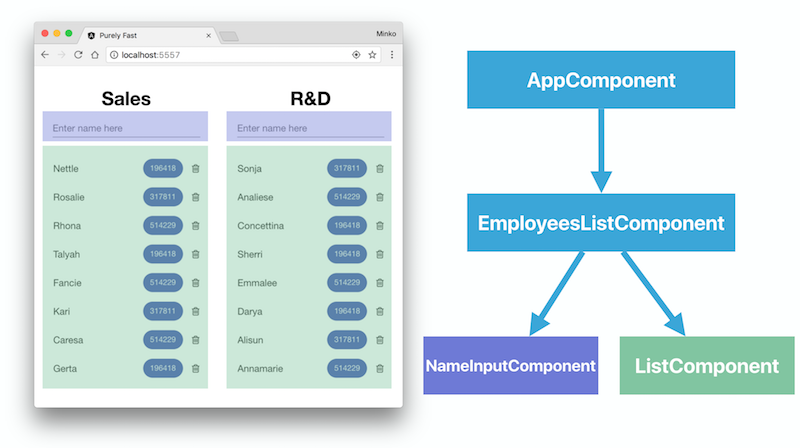 Purely Fast
Minko
localhost:5557
Sales
Enter name here
Nettle 196418
Rosalie 317811
Rhona 514229
Talyah 196418
Fancie 514229
Kari 317811
Caresa 514229
Gerta 196418
R&D
Enter name here
Sonja 317811
Analiese 514229
Concettina 196418
Sherri 196418
Emmalee 514229
Darya 196418
Alisun 317811
Annamarie 514229
AppComponent
EmployeesListComponent
NameInputComponent
ListComponent